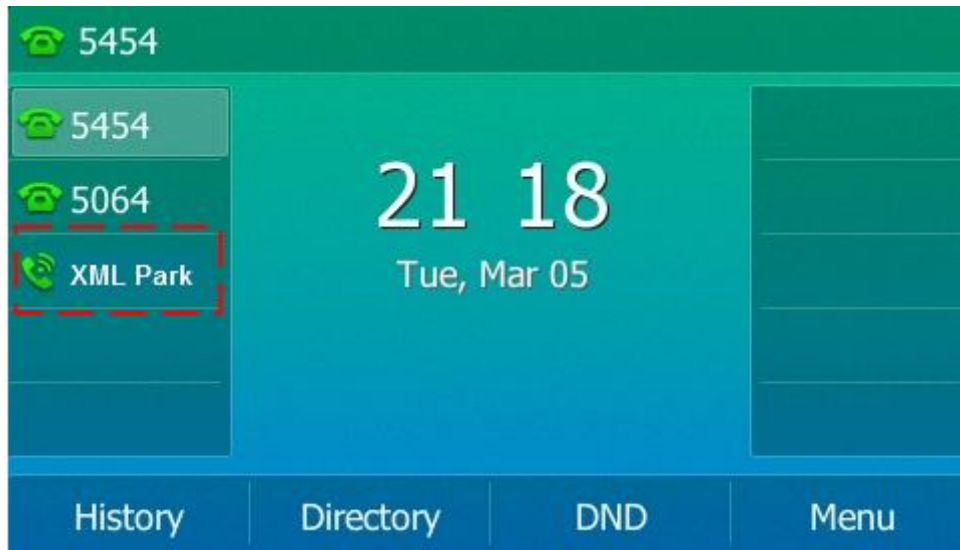 5454
5454
5064
XML Park
21 18
Tue, Mar 05
History Directory DND Menu